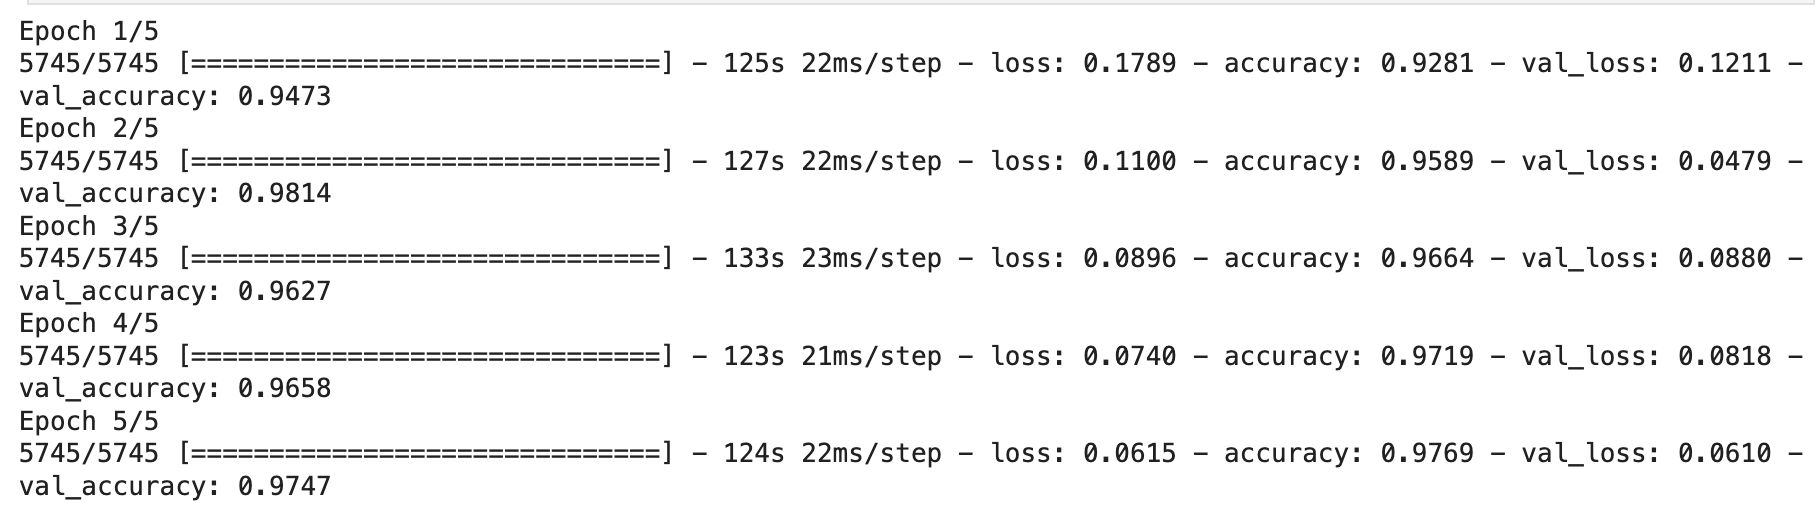 Epoch 1/5
5745/5745 [==============================] - 125s 22ms/step - loss: 0.1789 - accuracy: 0.9281 - val_loss: 0.1211 -
val_accuracy: 0.9473
Epoch 2/5
5745/5745 [==============================] - 127s 22ms/step - loss: 0.1100 - accuracy: 0.9589 - val_loss: 0.0479 -
val_accuracy: 0.9814
Epoch 3/5
5745/5745 [==============================] - 133s 23ms/step - loss: 0.0896 - accuracy: 0.9664 - val_loss: 0.0880 -
val_accuracy: 0.9627
Epoch 4/5
5745/5745 [==============================] - 123s 21ms/step - loss: 0.0740 - accuracy: 0.9719 - val_loss: 0.0818 -
val_accuracy: 0.9658
Epoch 5/5
5745/5745 [==============================] - 124s 22ms/step - loss: 0.0615 - accuracy: 0.9769 - val_loss: 0.0610 -
val_accuracy: 0.9747